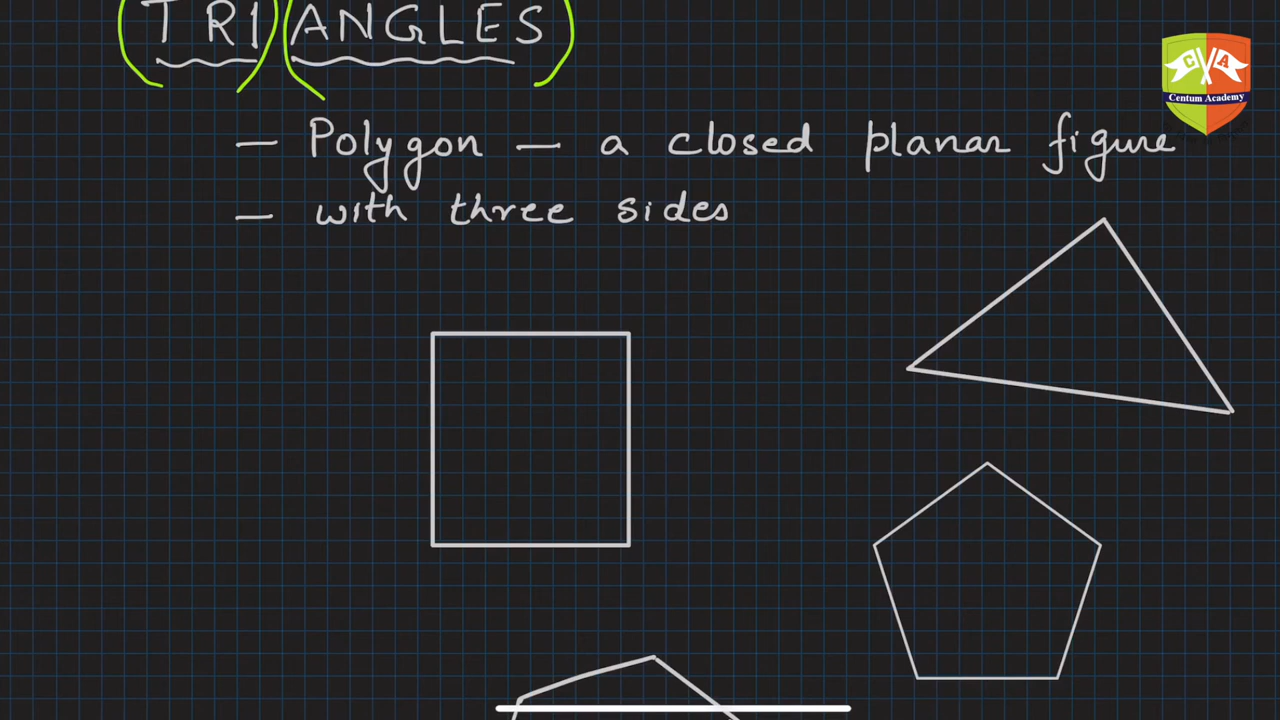 (TRI)(ANGLES)
C A
Centum Academy
— Polygon — a closed planar figure
— with three sides